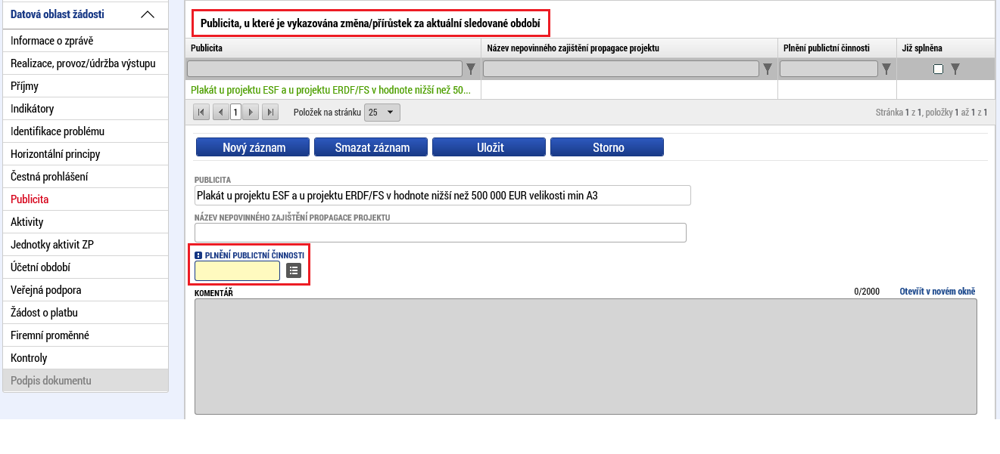 Datová oblast žádosti
Informace o zprávě
Realizace, provoz/údržba výstupu
Příjmy
Indikátory
Identifikace problému
Horizontální principy
Čestná prohlášení
Publicita
Aktivity
Jednotky aktivit ZP
Účetní období
Veřejná podpora
Žádost o platbu
Firemní proměnné
Kontroly
Podpis dokumentu
Publicita, u které je vykazována změna/přírůstek za aktuální sledované období
Publicita Název nepovinného zajištění propagace projektu Plnění publictní činnosti Již splněna
Plakát u projektu ESF a u projektu ERDF/FS v hodnote nižší než 50...
1 Položek na stránku 25 Stránka 1 z 1, položky 1 až 1 z 1
Nový záznam Smazat záznam Uložit Storno
PUBLICITA
Plakát u projektu ESF a u projektu ERDF/FS v hodnote nižší než 500 000 EUR velikosti min A3
NÁZEV NEPOVINNÉHO ZAJIŠTĚNÍ PROPAGACE PROJEKTU
PLNĚNÍ PUBLICTNÍ ČINNOSTI
KOMENTÁŘ 0/2000 Otevřít v novém okně